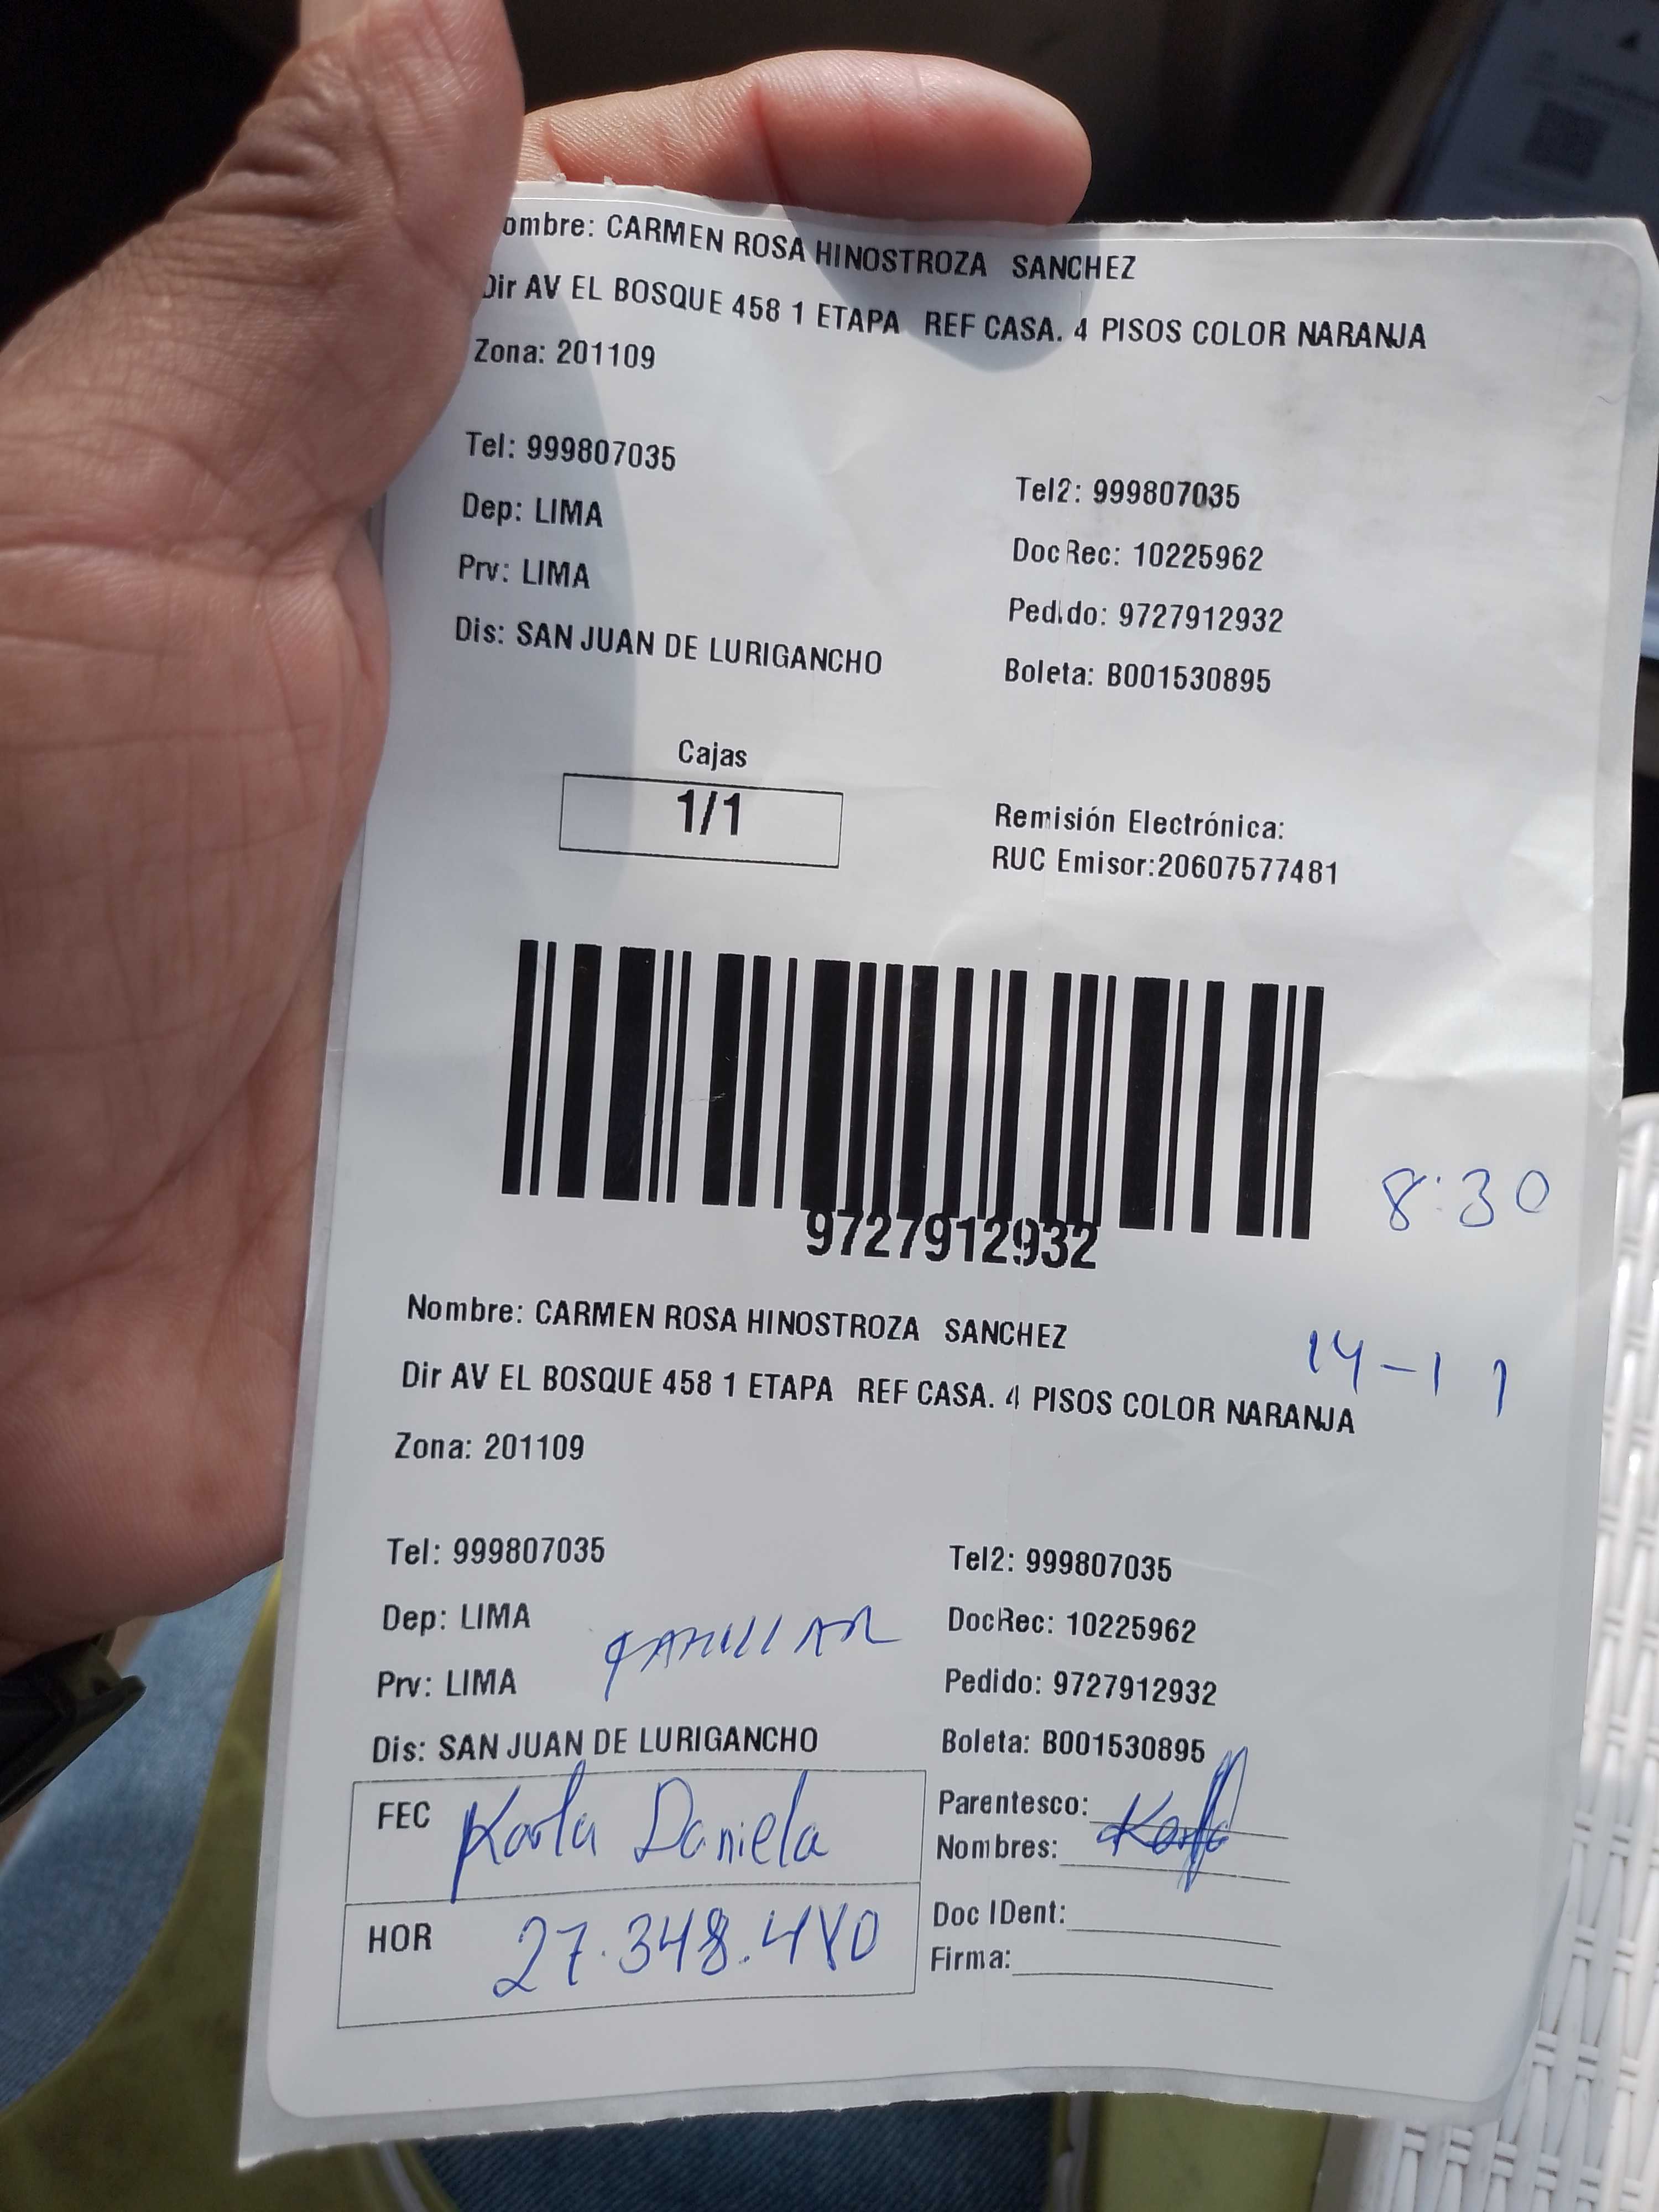 ombre: CARMEN ROSA HINOSTROZA SANCHEZ
Dir AV EL BOSQUE 458 1 ETAPA REF CASA. 4 PISOS COLOR NARANJA
Zona: 201109
Tel: 999807035
Tel2: 999807035
Dep: LIMA
DocRec: 10225962
Prv: LIMA
Pedido: 9727912932
Dis: SAN JUAN DE LURIGANCHO
Boleta: B001530895
Cajas
1/1
Remisión Electrónica:
RUC Emisor:20607577481
8:30
9727912932
Nombre: CARMEN ROSA HINOSTROZA SANCHEZ
14-11
Dir AV EL BOSQUE 458 1 ETAPA REF CASA. 4 PISOS COLOR NARANJA
Zona: 201109
Tel: 999807035
Tel2: 999807035
Dep: LIMA
FAMILIAR
DocRec: 10225962
Prv: LIMA
Pedido: 9727912932
Dis: SAN JUAN DE LURIGANCHO
Boleta: B001530895
FEC Karla Daniela
Parentesco:
Nombres:
HOR 27.348.480
Doc IDent:
Firma: